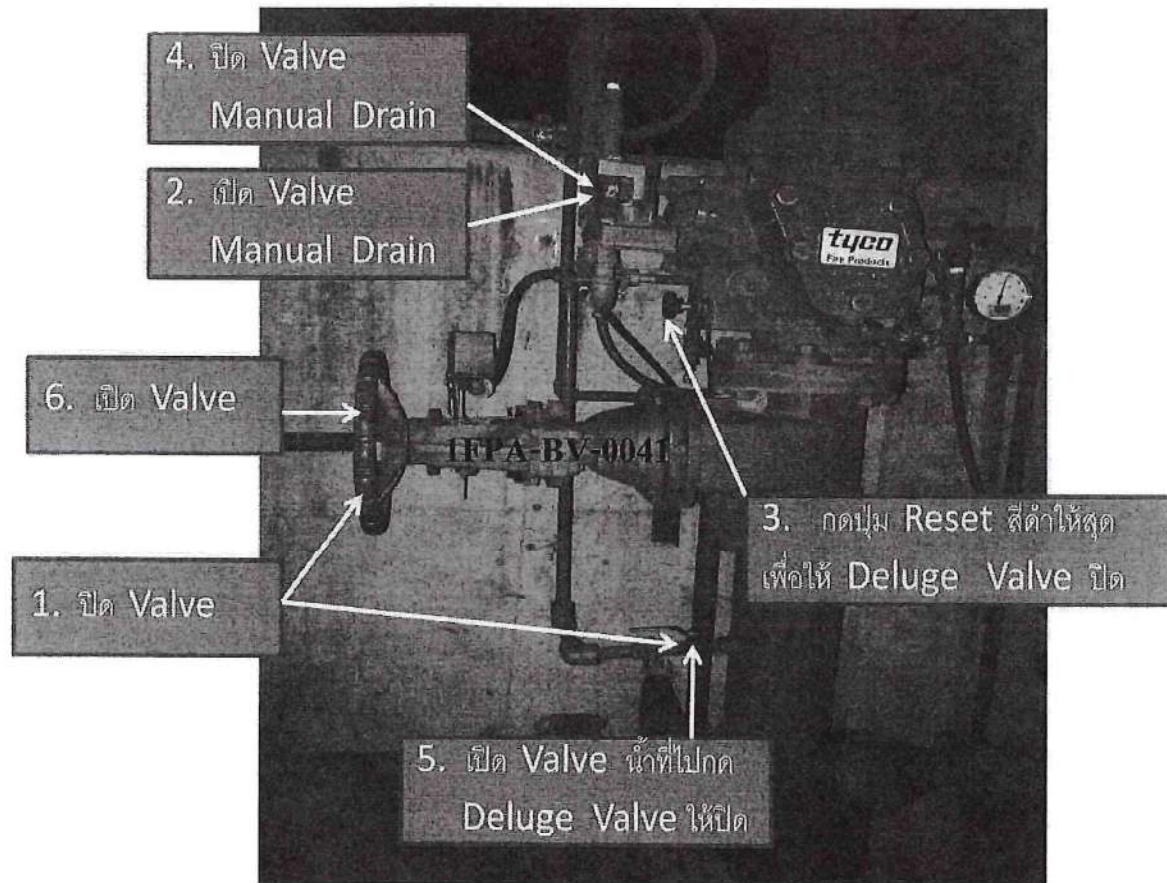 4. ปิด Valve
Manual Drain
2. เปิด Valve
Manual Drain
tyco
Fire Products
6. เปิด Valve
1FPA-BV-0041
3. กดปุ่ม Reset สีดำให้สุด
เพื่อให้ Deluge Valve ปิด
1. ปิด Valve
5. เปิด Valve น้ำที่ไปกด
Deluge Valve ให้ปิด